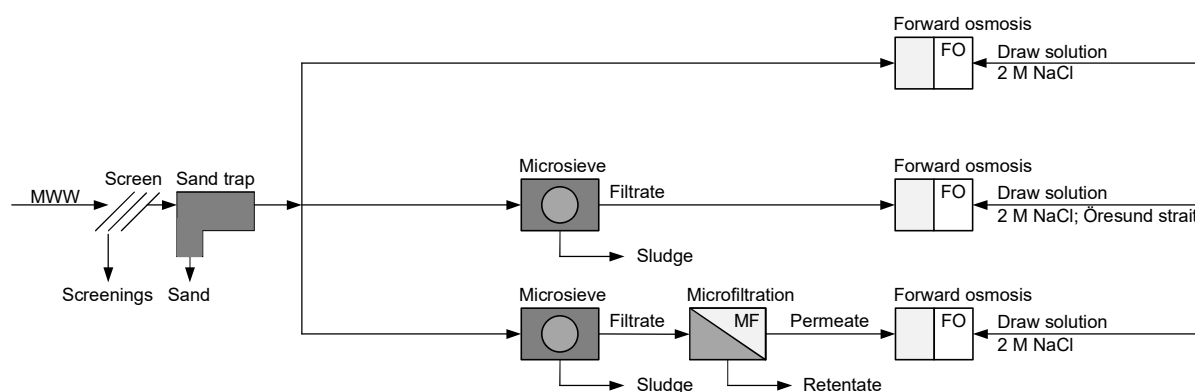 Forward osmosis
FO
Draw solution
2 M NaCl
MWW
Screen
Sand trap
Screenings
Sand
Microsieve
Filtrate
Sludge
Forward osmosis
FO
Draw solution
2 M NaCl; Öresund strait
Microsieve
Filtrate
Sludge
Microfiltration
MF
Permeate
Retentate
Forward osmosis
FO
Draw solution
2 M NaCl